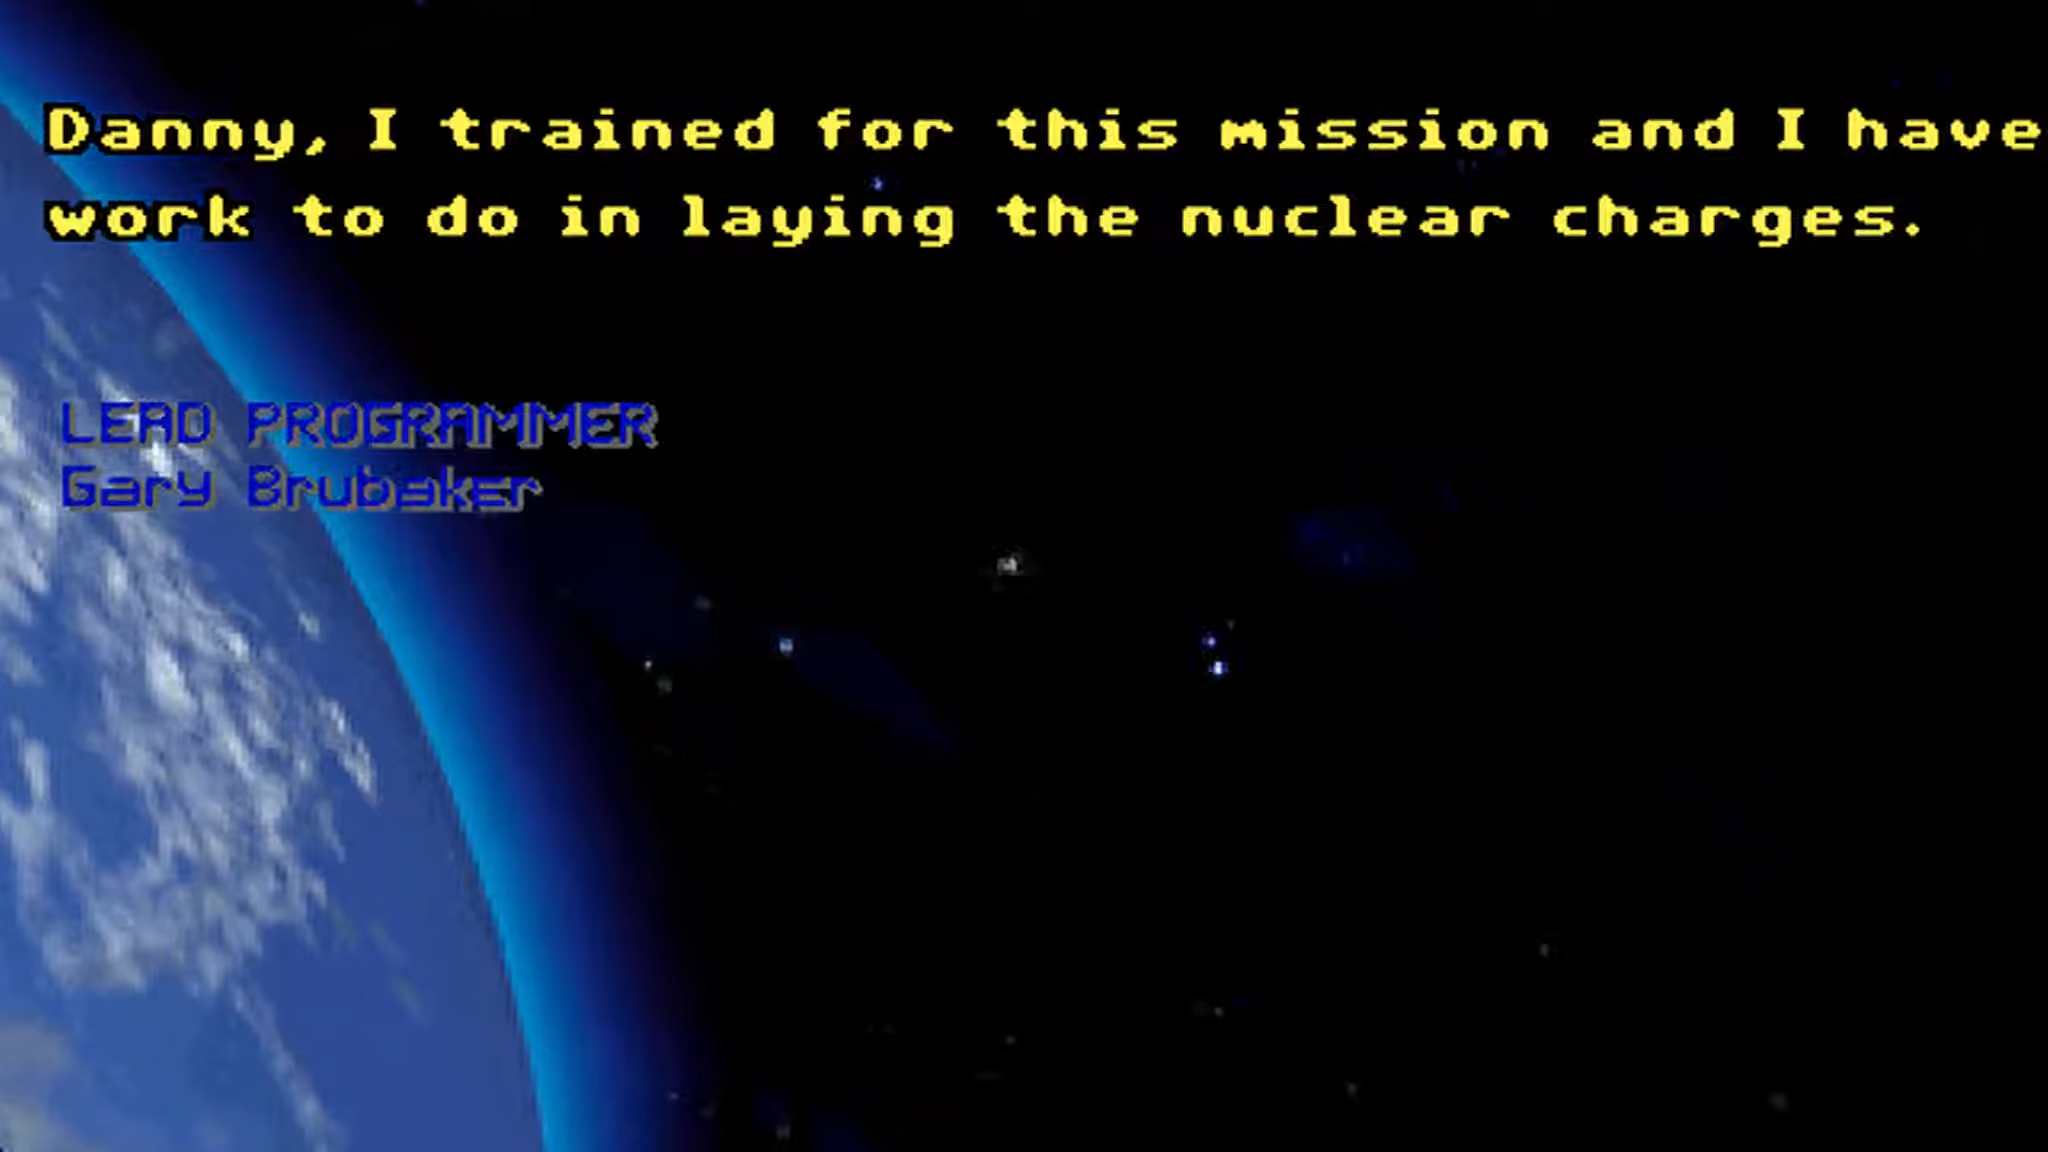 Danny, I trained for this mission and I have
work to do in laying the nuclear charges.
LEAD PROGRAMMER
Gary Brubaker